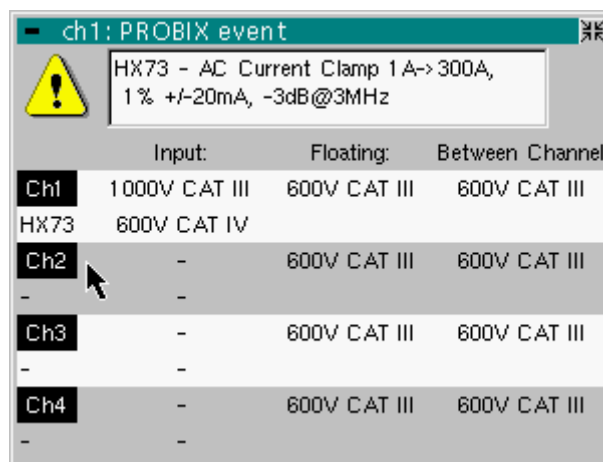 ch1: PROBIX event
HX73 - AC Current Clamp 1A->300A,
1% +/-20mA, -3dB@3MHz
Input: Floating: Between Channel
Ch1 1000V CAT III 600V CAT III 600V CAT III
HX73 600V CAT IV
Ch2 - 600V CAT III 600V CAT III
- -
Ch3 - 600V CAT III 600V CAT III
- -
Ch4 - 600V CAT III 600V CAT III
- -